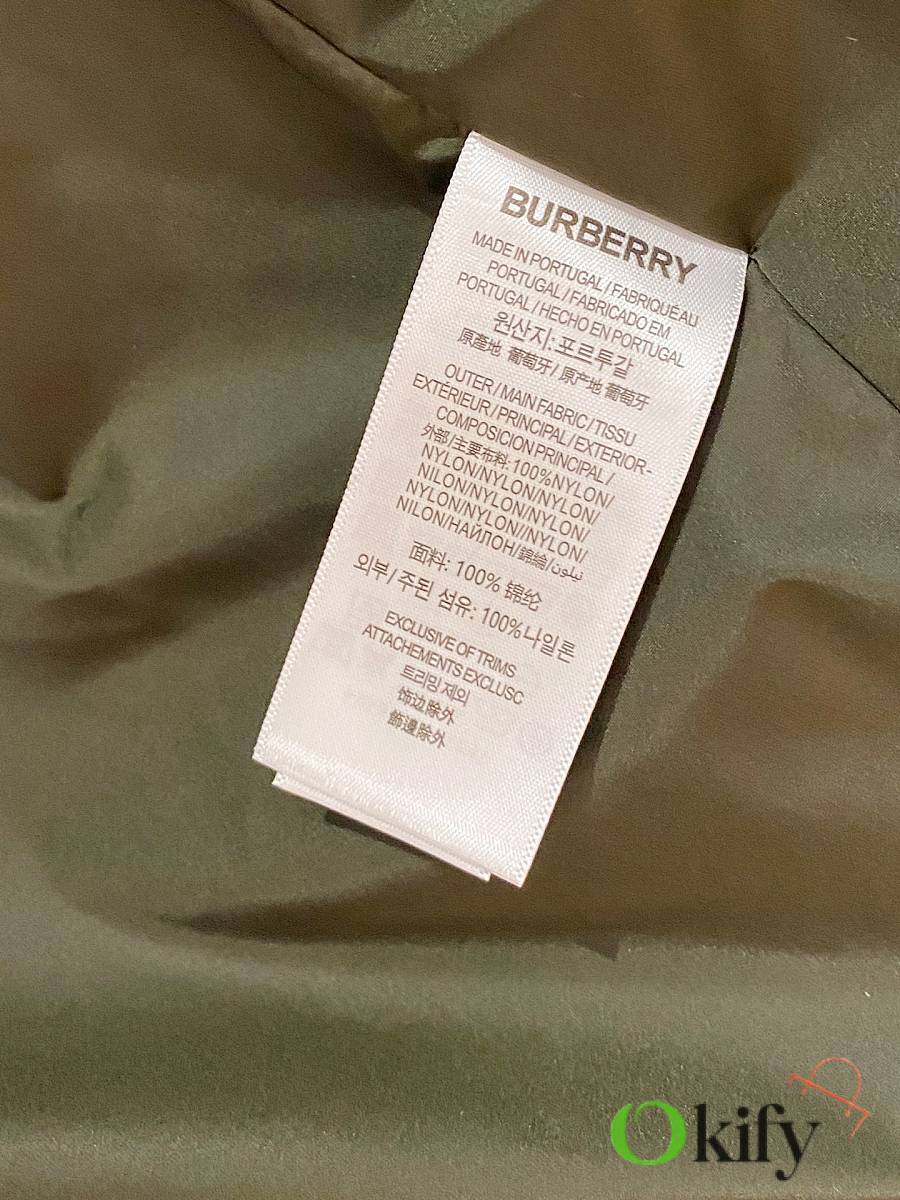 BURBERRY
MADE IN PORTUGAL / FABRIQUÉAU
PORTUGAL / FABRICADO EM
PORTUGAL / HECHO EN PORTUGAL
원산지: 포르투갈
原產地 葡萄牙 / 原产地 葡萄牙
OUTER / MAIN FABRIC / TISSU
EXTÉRIEUR / PRINCIPAL / EXTERIOR-
COMPOSICION PRINCIPAL /
外部 /主要布料: 100%NYLON/
NYLON/NYLON/NYLON/
NILON/NYLON/NYLON/
NYLON/NYLON//NYLON/
NILON/НАЙЛОН/錦綸/نيلون
面料: 100% 锦纶
외부 / 주된 섬유: 100%나일론
EXCLUSIVE OF TRIMS
ATTACHEMENTS EXCLUSC
트리밍 제외
饰边除外
飾邊除外
Okify